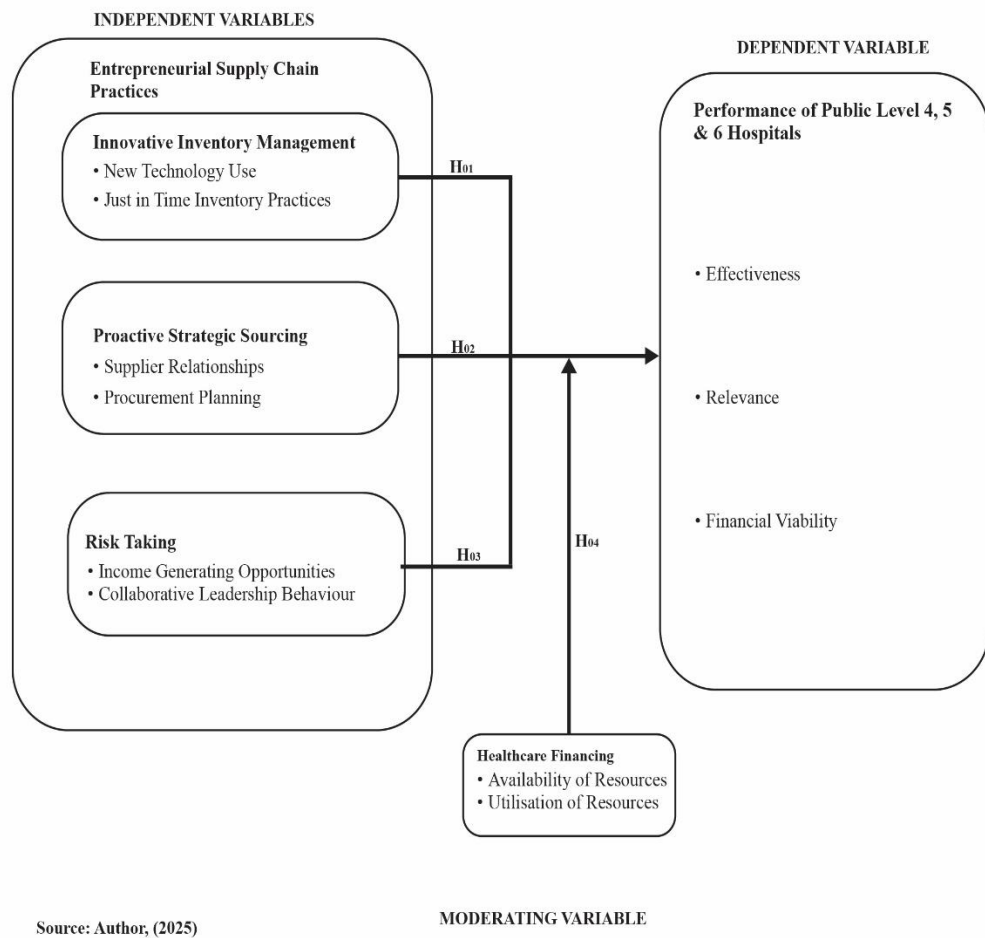 INDEPENDENT VARIABLES
Entrepreneurial Supply Chain
Practices
Innovative Inventory Management
• New Technology Use
• Just in Time Inventory Practices
Proactive Strategic Sourcing
• Supplier Relationships
• Procurement Planning
Risk Taking
• Income Generating Opportunities
• Collaborative Leadership Behaviour
H01
H02
H03
H04
Healthcare Financing
• Availability of Resources
• Utilisation of Resources
MODERATING VARIABLE
DEPENDENT VARIABLE
Performance of Public Level 4, 5
& 6 Hospitals
• Effectiveness
• Relevance
• Financial Viability
Source: Author, (2025)